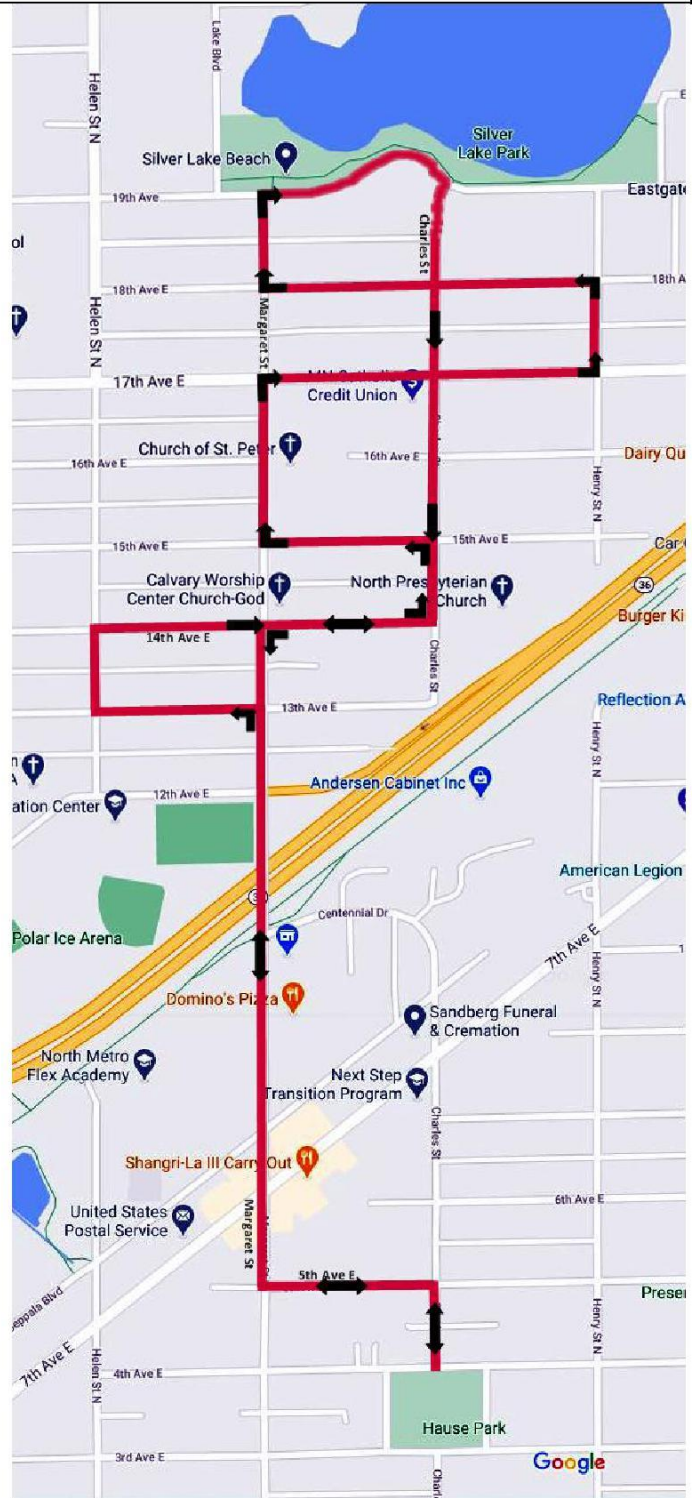 Lake Blvd
Helen St N
Silver
Lake Park
Silver Lake Beach
19th Ave
Eastgate
ol
Charles St
18th Ave E
18th A
Helen St N
Margaret St
17th Ave E
Credit Union
Church of St. Peter
16th Ave E
16th Ave E
Dairy Qu
Henry St N
15th Ave E
15th Ave E
Car
36
Calvary Worship
Center Church-God
North Presbyterian
Church
Burger Ki
14th Ave E
Charles St
13th Ave E
Reflection A
Henry St N
n
A
Andersen Cabinet Inc
ation Center
12th Ave E
American Legion
Centennial Dr
Polar Ice Arena
7th Ave E
Henry St N
1
Domino's Pizza
Sandberg Funeral
& Cremation
North Metro
Flex Academy
Next Step
Transition Program
Charles St
Shangri-La III Carry Out
6th Ave E
United States
Postal Service
Margaret St
5th Ave E
Presen
eppala Blvd
Henry St N
7th Ave E
Helen St N
4th Ave E
Hause Park
3rd Ave E
Google
Charl